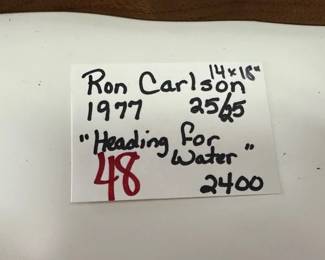 14 x 18"
Ron Carlson
1977 25/25
"Heading for
Water"
48 2400